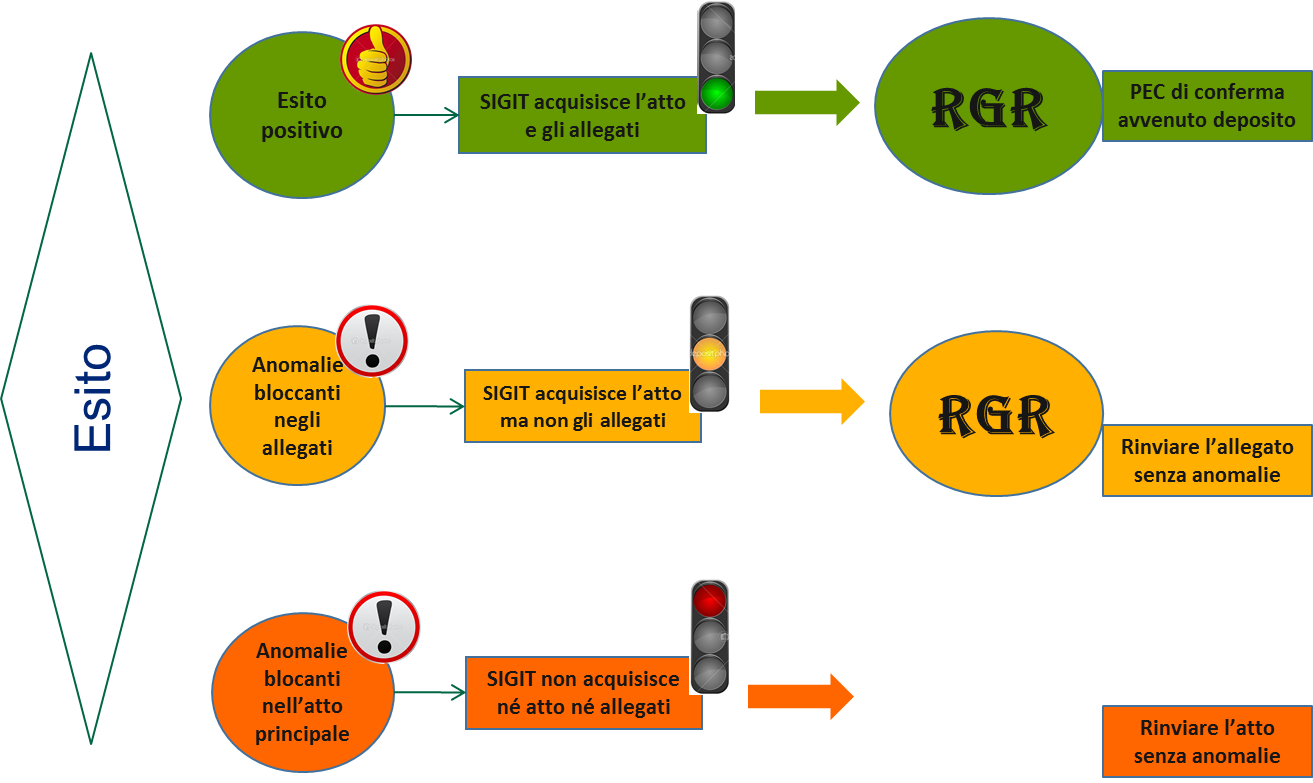 Esito
Esito
positivo
SIGIT acquisisce l'atto
e gli allegati
RGR
PEC di conferma
avvenuto deposito
Anomalie
bloccanti
negli
allegati
SIGIT acquisisce l'atto
ma non gli allegati
RGR
Rinviare l'allegato
senza anomalie
Anomalie
blocanti
nell'atto
principale
SIGIT non acquisisce
né atto né allegati
Rinviare l'atto
senza anomalie